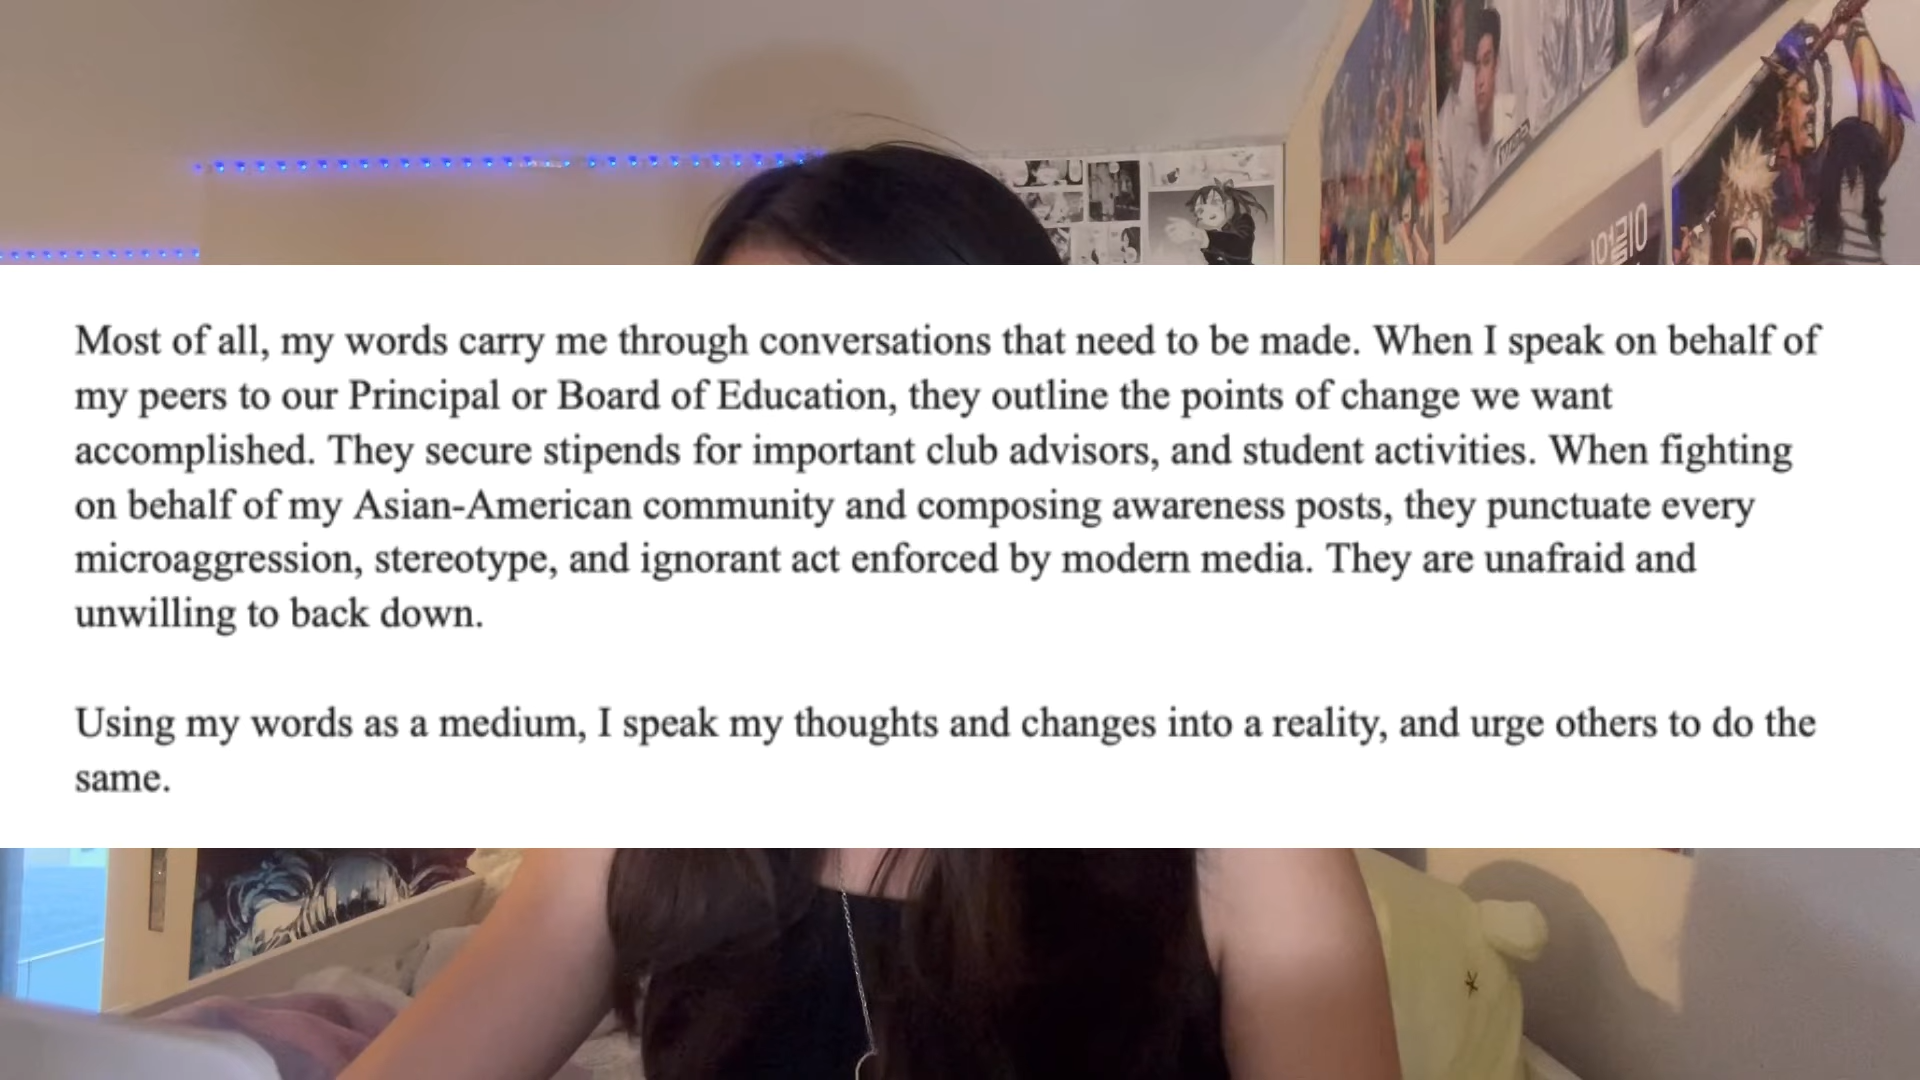 Most of all, my words carry me through conversations that need to be made. When I speak on behalf of
my peers to our Principal or Board of Education, they outline the points of change we want
accomplished. They secure stipends for important club advisors, and student activities. When fighting
on behalf of my Asian-American community and composing awareness posts, they punctuate every
microaggression, stereotype, and ignorant act enforced by modern media. They are unafraid and
unwilling to back down.
Using my words as a medium, I speak my thoughts and changes into a reality, and urge others to do the
same.